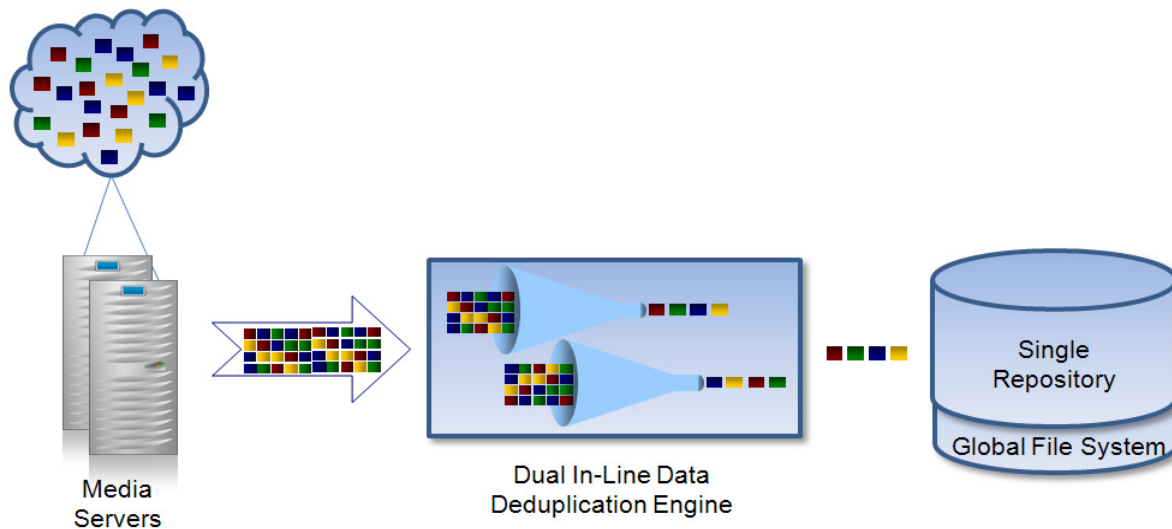 Media
Servers
Dual In-Line Data
Deduplication Engine
Single
Repository
Global File System